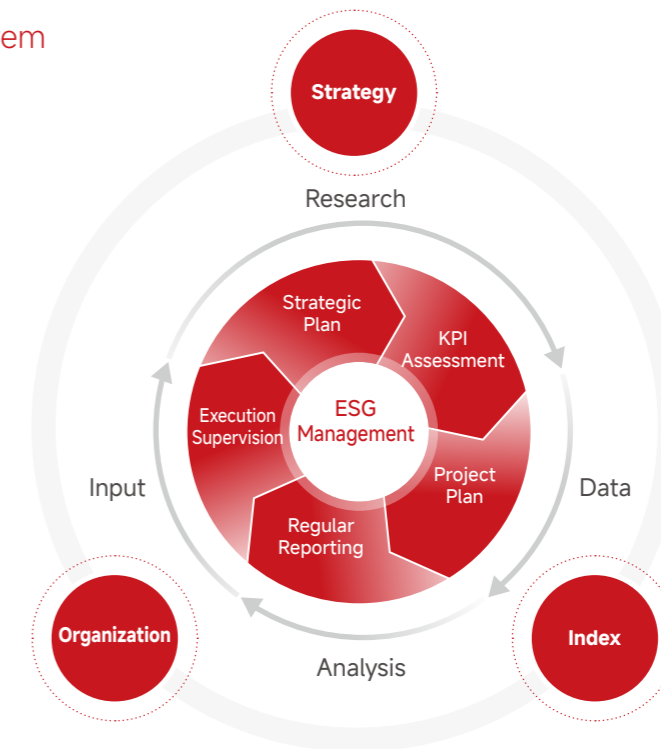 em
Strategy
Research
Strategic
Plan
KPI
Assessment
ESG
Management
Execution
Supervision
Project
Plan
Input
Data
Regular
Reporting
Organization
Index
Analysis